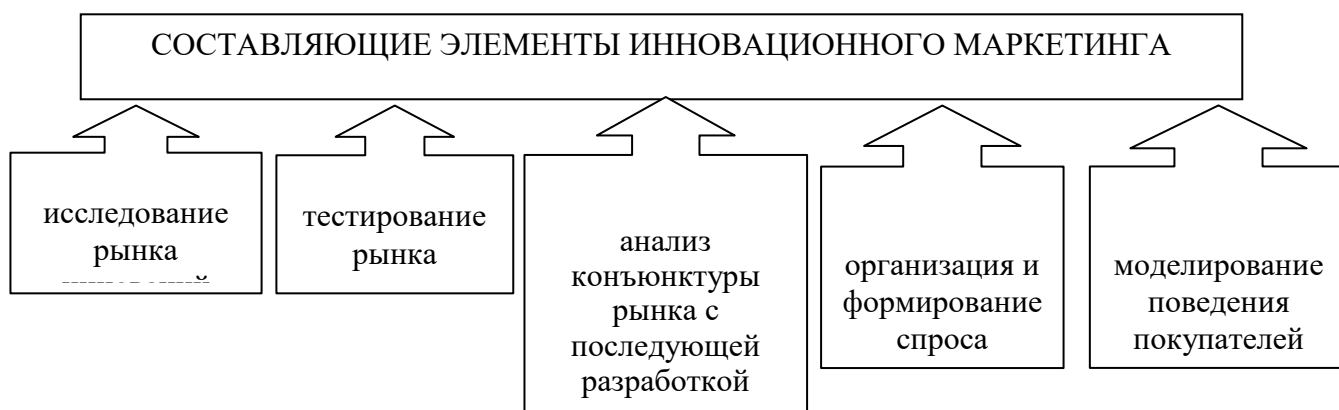 СОСТАВЛЯЮЩИЕ ЭЛЕМЕНТЫ ИННОВАЦИОННОГО МАРКЕТИНГА
исследование
рынка
тестирование
рынка
анализ
конъюнктуры
рынка с
последующей
разработкой
организация и
формирование
спроса
моделирование
поведения
покупателей